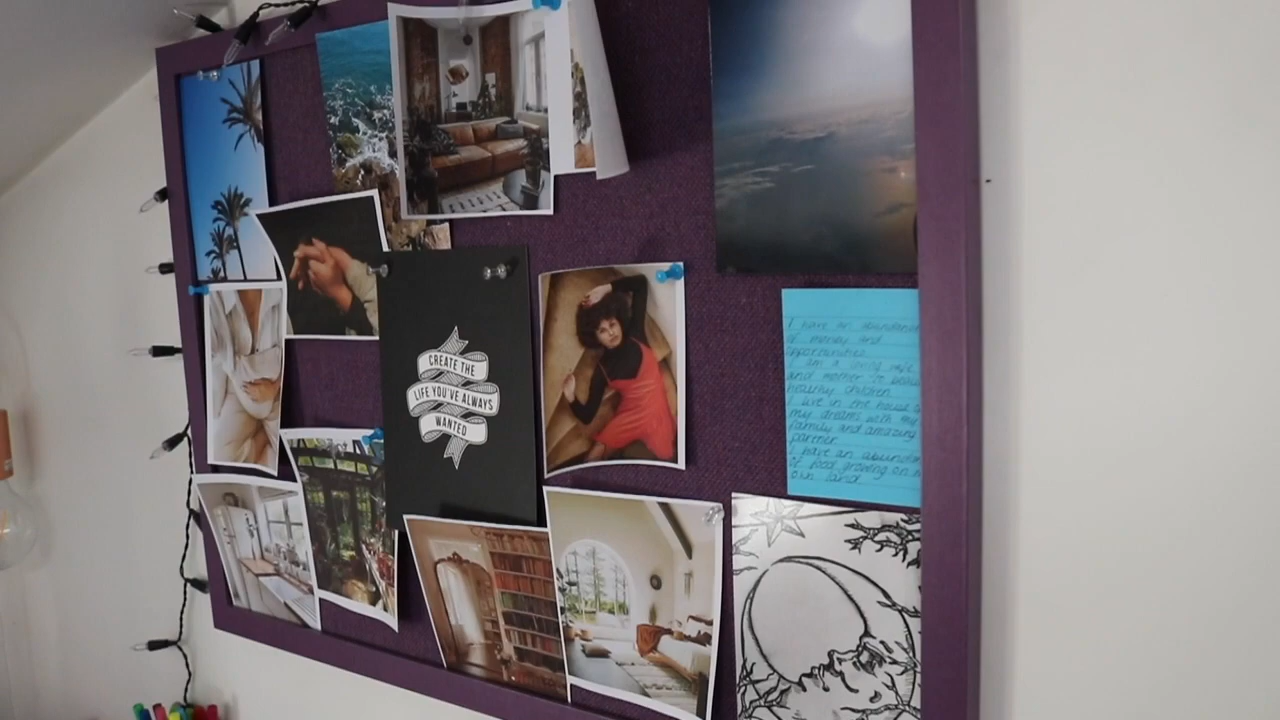 CREATE THE
LIFE YOU'VE ALWAYS
WANTED
I have an abundance
of money and
opportunities.
I am a loving wife
and mother to
healthy children.
I live in the house of
my dreams with my
family and amazing
partner.
I have an abundance
of food growing on
own land.